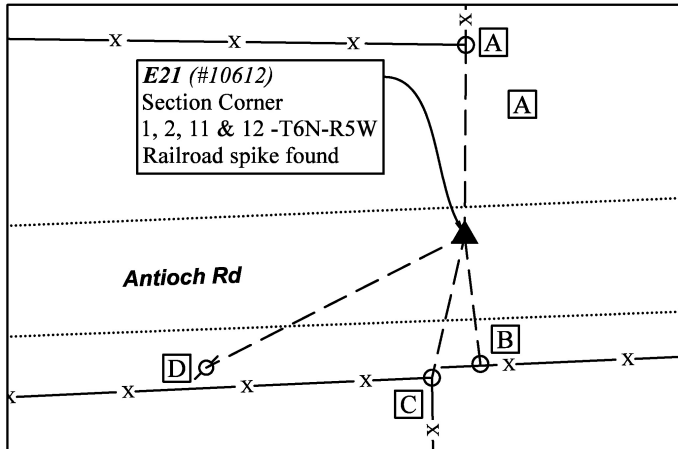 x
x x x A
E21 (#10612)
Section Corner
1, 2, 11 & 12 -T6N-R5W
Railroad spike found
A
Antioch Rd
B
D
x
x x x x x
C
x